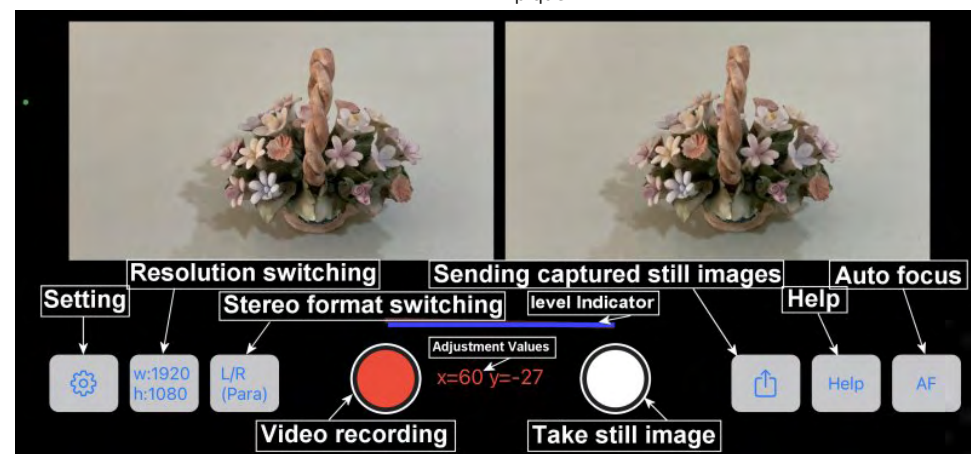 Resolution switching
Sending captured still images
Auto focus
Setting
Stereo format switching
level Indicator
Help
Adjustment Values
w:1920
h:1080
L/R
(Para)
x=60 y=-27
Help
AF
Video recording
Take still image